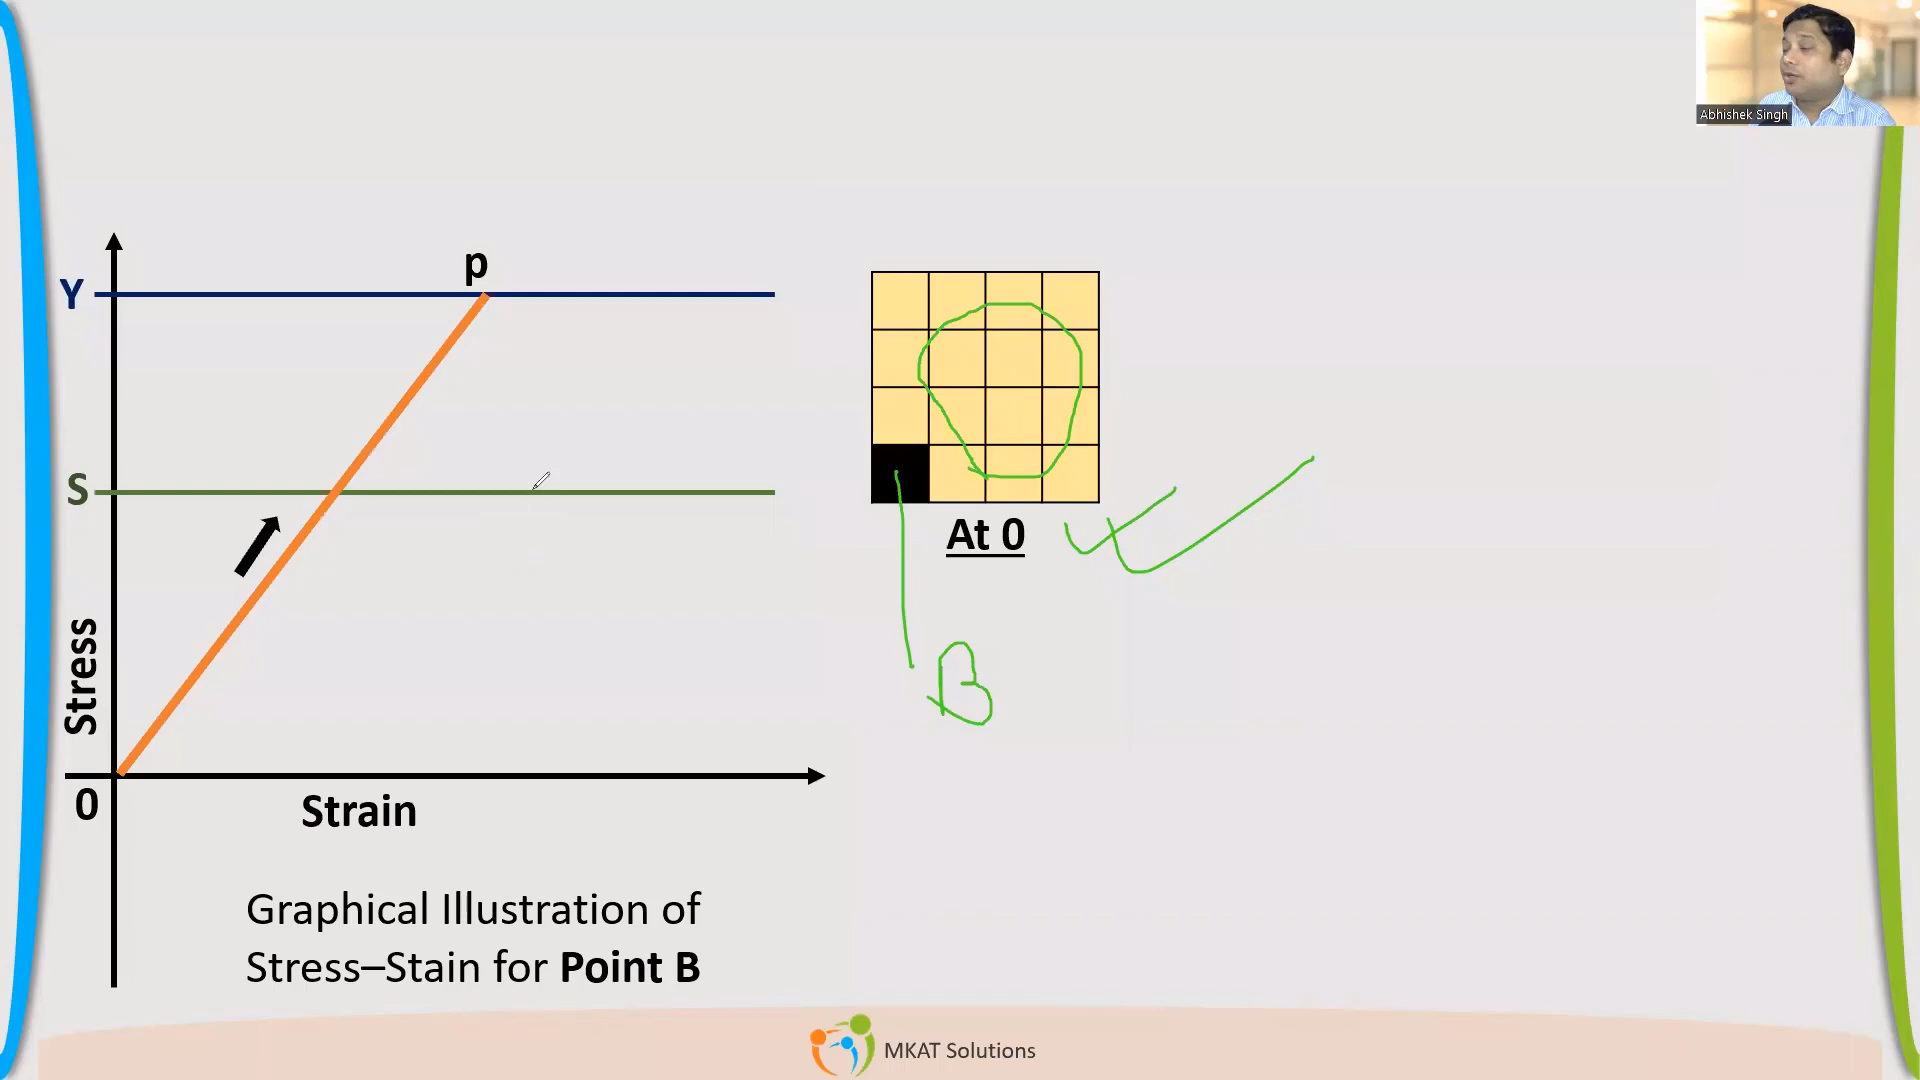 Abhishek Singh
p
Y
S
Stress
0
Strain
At 0
B
Graphical Illustration of
Stress–Stain for Point B
MKAT Solutions